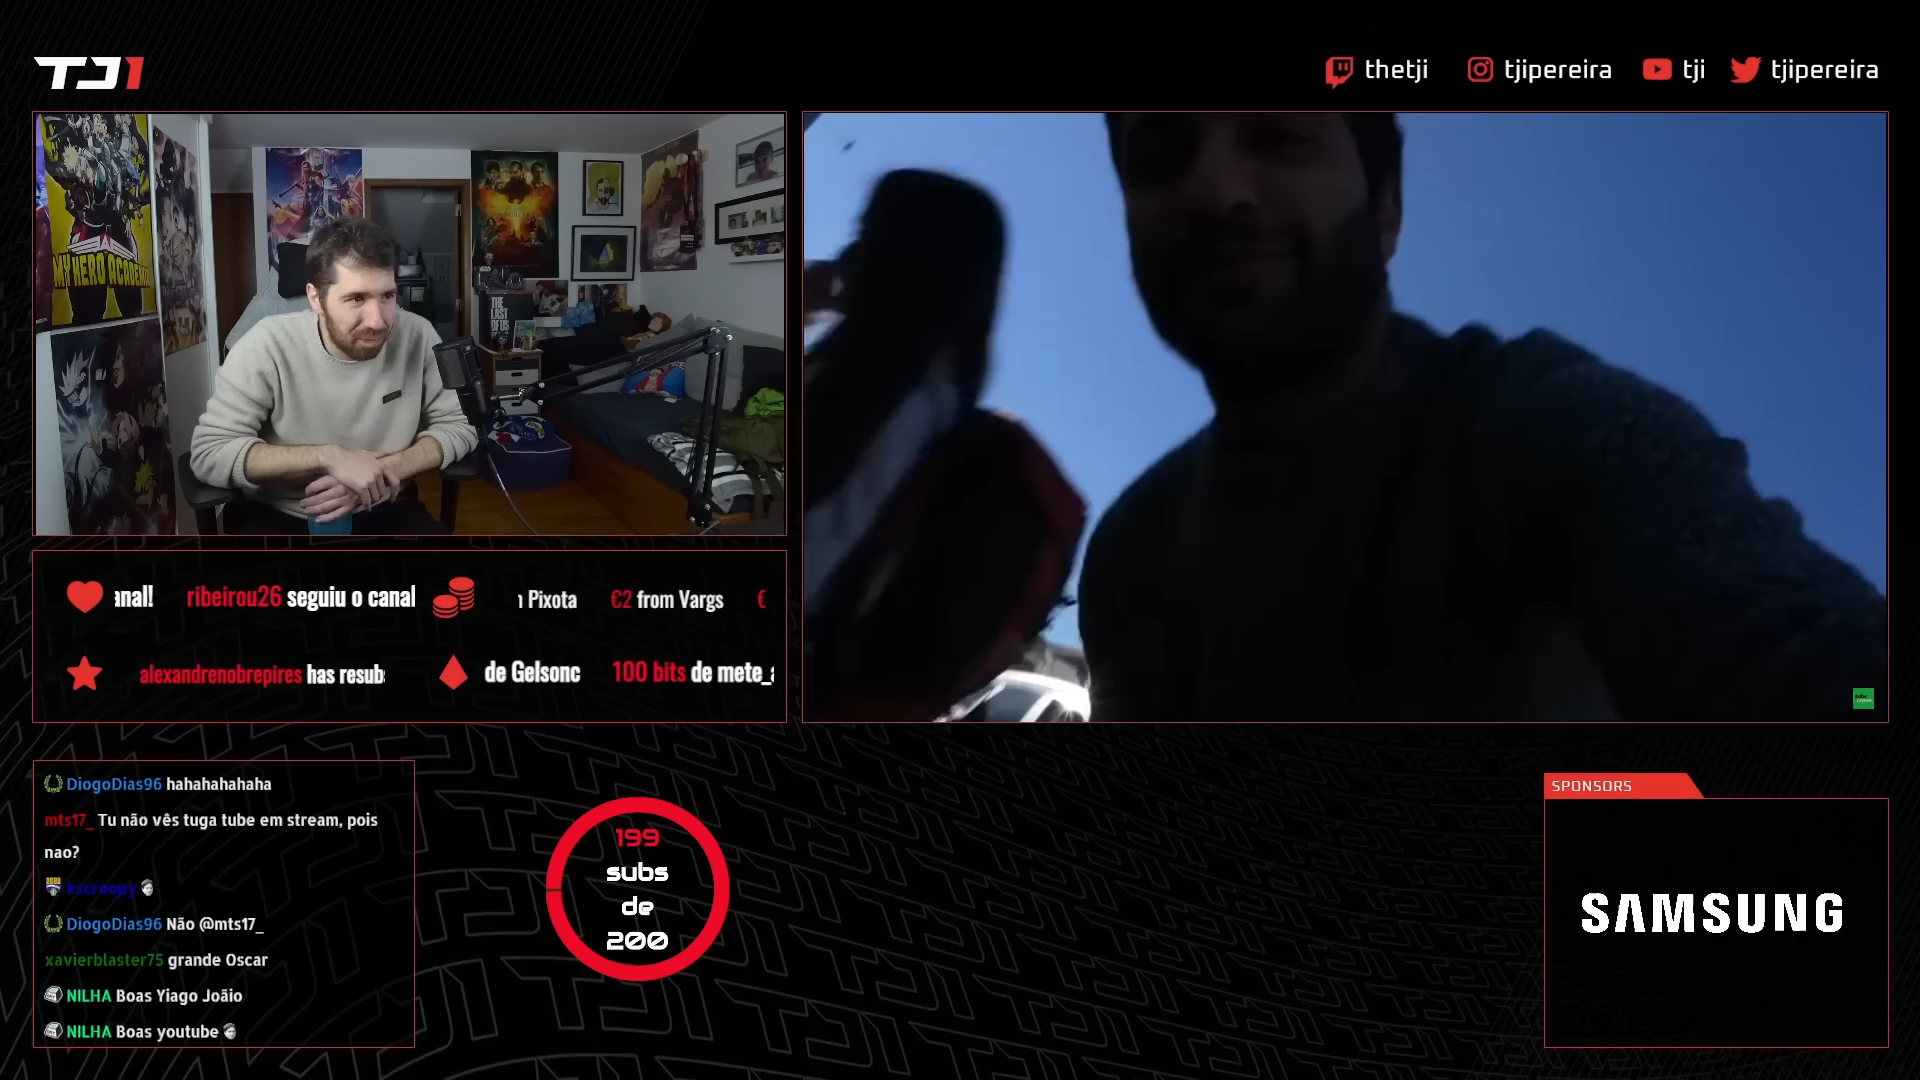 TJ1
thetji
tjipereira
tji
tjipereira
MY HERO ACADEM
THE
LAST
OF US
anal! ribeirou26 seguiu o canal
Pixota €2 from Vargs €
alexandrenobrepires has resub
de Gelsonc 100 bits de mete_
DiogoDias96 hahahahahaha
mts17_ Tu não vês tuga tube em stream, pois
nao?
kscroopy
DiogoDias96 Não @mts17_
xavierblaster75 grande Oscar
NILHA Boas Yiago Joãio
NILHA Boas youtube
199
subs
de
200
SPONSORS
SAMSUNG